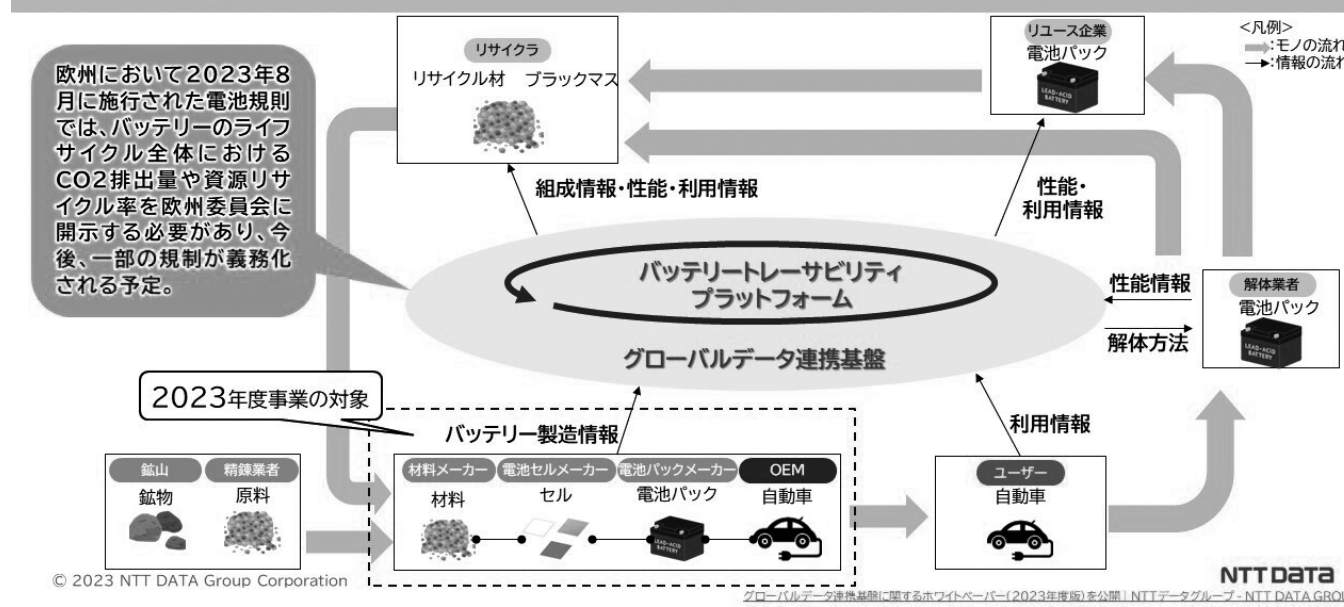 欧州において2023年8
月に施行された電池規則
では、バッテリーのライフ
サイクル全体における
CO2排出量や資源リサ
イクル率を欧州委員会に
開示する必要があり、今
後、一部の規制が義務化
される予定。
リサイクラ
リサイクル材 ブラックマス
リユース企業
電池パック
LEAD-ACID
BATTERY
<凡例>
:モノの流れ
:情報の流れ
組成情報・性能・利用情報
性能・
利用情報
バッテリートレーサビリティ
プラットフォーム
グローバルデータ連携基盤
性能情報
解体方法
解体業者
電池パック
LEAD-ACID
BATTERY
2023年度事業の対象
バッテリー製造情報
利用情報
鉱山 精錬業者
鉱物 原料
材料メーカー 電池セルメーカー 電池パックメーカー OEM
材料 セル 電池パック 自動車
LEAD-ACID
BATTERY
ユーザー
自動車
© 2023 NTT DATA Group Corporation
NTT DATA
グローバルデータ連携基盤に関するホワイトペーパー(2023年度版)を公開 | NTTデータグループ - NTT DATA GRO